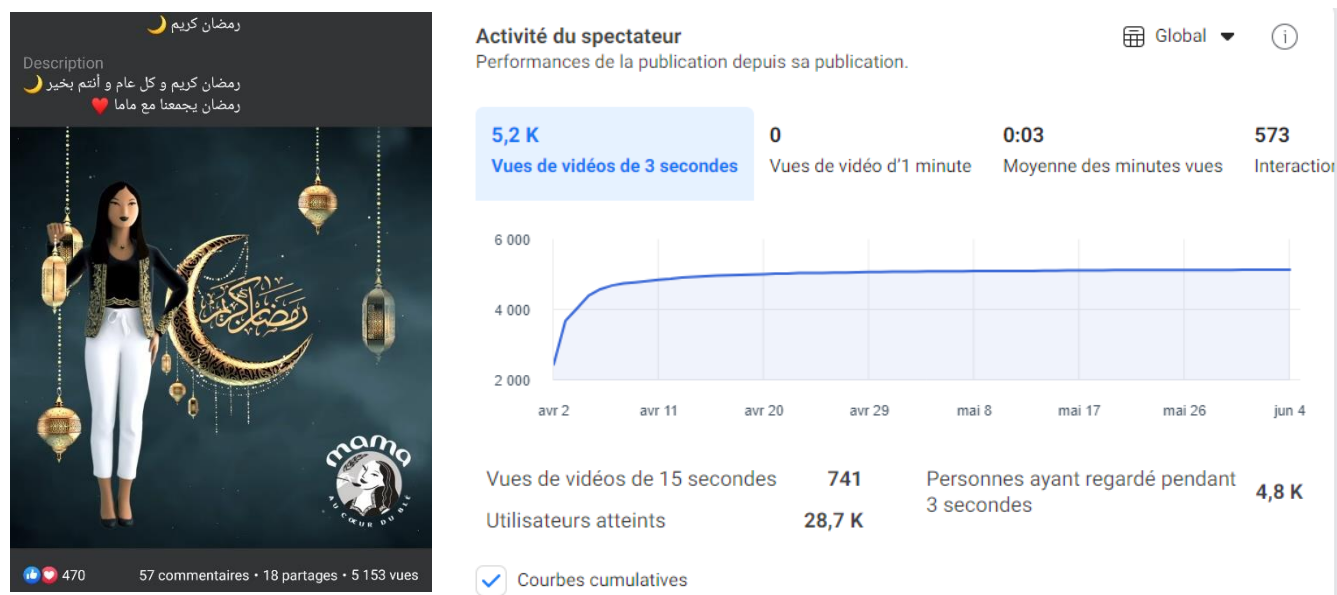 رمضان كريم 🌙
Description
رمضان كريم و كل عام و أنتم بخير 🌙
رمضان يجمعنا مع ماما ❤️
رمضان كريم
mama
AU CŒUR DU BLÉ
470
57 commentaires • 18 partages • 5 153 vues
Activité du spectateur
Global
Performances de la publication depuis sa publication.
5,2 K
Vues de vidéos de 3 secondes
0
Vues de vidéo d'1 minute
0:03
Moyenne des minutes vues
573
Interaction
6 000
4 000
2 000
avr 2 avr 11 avr 20 avr 29 mai 8 mai 17 mai 26 jun 4
Vues de vidéos de 15 secondes 741
Utilisateurs atteints 28,7 K
Personnes ayant regardé pendant
3 secondes
4,8 K
Courbes cumulatives